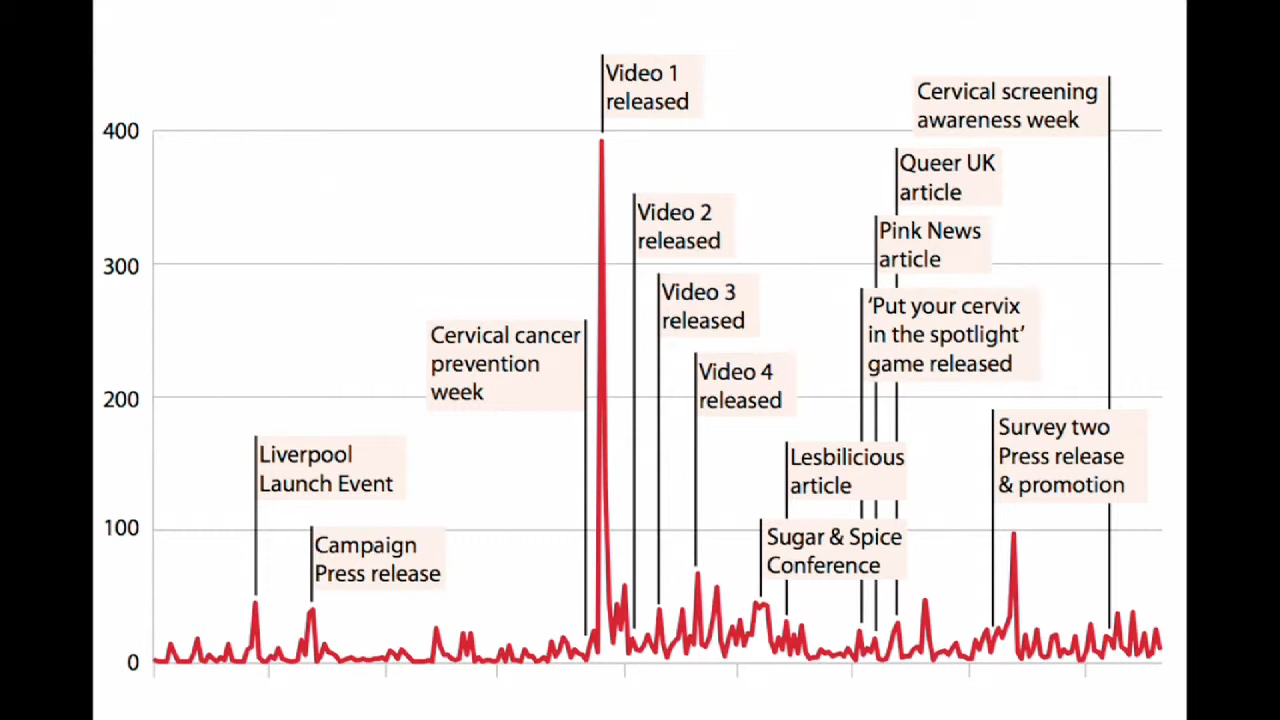 Video 1
released
Cervical screening
awareness week
400
Queer UK
article
Video 2
released
Pink News
article
300
Video 3
released
'Put your cervix
in the spotlight'
game released
Cervical cancer
prevention
week
Video 4
released
200
Survey two
Press release
& promotion
Liverpool
Launch Event
Lesbilicious
article
100
Campaign
Press release
Sugar & Spice
Conference
0